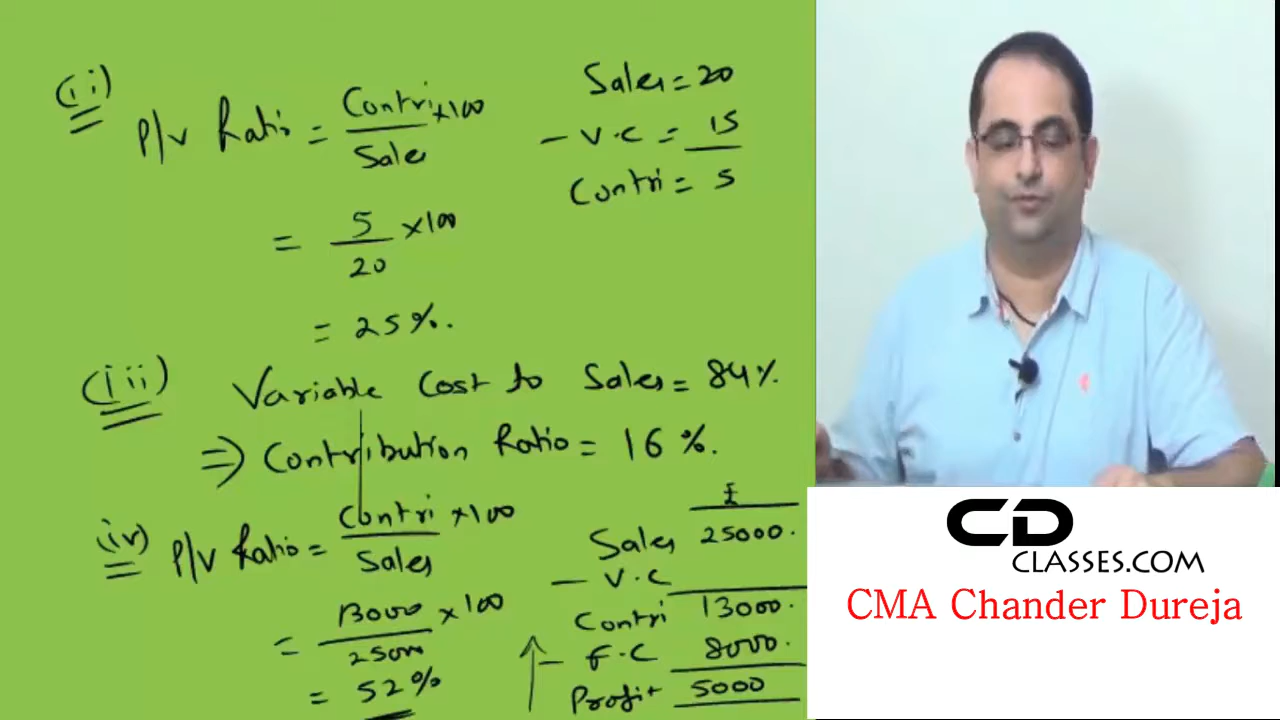 (ii)
P/V Ratio = Contri/Sales ×100
= 5/20 ×100
= 25%.
Sales = 20
- V.C = 15
Contri = 5
(iii) Variable Cost to Sales = 84%
⇒ Contribution Ratio = 16%.
(iv) P/V Ratio = Contri/Sales ×100
= 13000/25000 ×100
= 52%
£
Sales 25000.
- V.C
Contri 13000.
- F.C 8000.
Profit 5000
CD
CLASSES.COM
CMA Chander Dureja